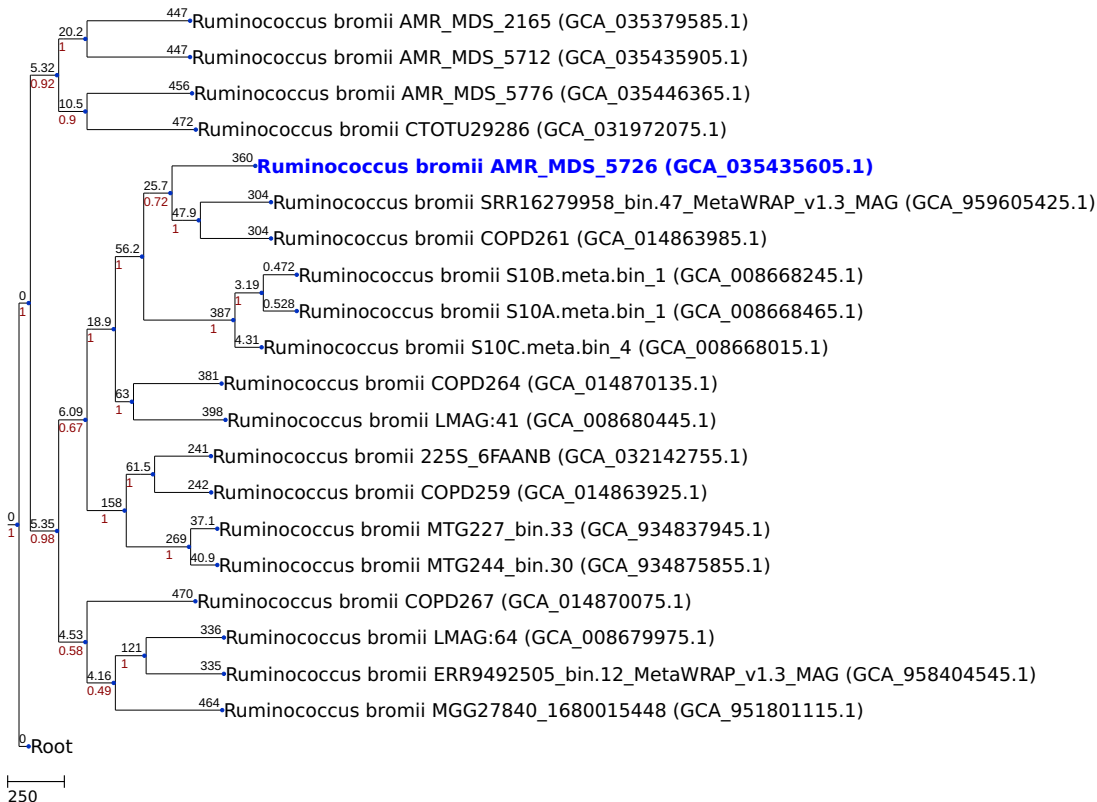 447 Ruminococcus bromii AMR_MDS_2165 (GCA_035379585.1)
20.2
1
447 Ruminococcus bromii AMR_MDS_5712 (GCA_035435905.1)
5.32
0.92
456 Ruminococcus bromii AMR_MDS_5776 (GCA_035446365.1)
10.5
0.9
472 Ruminococcus bromii CTOTU29286 (GCA_031972075.1)
360 Ruminococcus bromii AMR_MDS_5726 (GCA_035435605.1)
25.7
0.72
304 Ruminococcus bromii SRR16279958_bin.47_MetaWRAP_v1.3_MAG (GCA_959605425.1)
47.9
1
304 Ruminococcus bromii COPD261 (GCA_014863985.1)
56.2
1
0.472 Ruminococcus bromii S10B.meta.bin_1 (GCA_008668245.1)
3.19
1
0
1
0.528 Ruminococcus bromii S10A.meta.bin_1 (GCA_008668465.1)
387
1
18.9
1
4.31 Ruminococcus bromii S10C.meta.bin_4 (GCA_008668015.1)
381 Ruminococcus bromii COPD264 (GCA_014870135.1)
63
1
398 Ruminococcus bromii LMAG:41 (GCA_008680445.1)
6.09
0.67
241 Ruminococcus bromii 225S_6FAANB (GCA_032142755.1)
61.5
1
242 Ruminococcus bromii COPD259 (GCA_014863925.1)
158
1
37.1 Ruminococcus bromii MTG227_bin.33 (GCA_934837945.1)
0
1
5.35
0.98
269
1
40.9 Ruminococcus bromii MTG244_bin.30 (GCA_934875855.1)
470 Ruminococcus bromii COPD267 (GCA_014870075.1)
4.53
0.58
336 Ruminococcus bromii LMAG:64 (GCA_008679975.1)
121
1
335 Ruminococcus bromii ERR9492505_bin.12_MetaWRAP_v1.3_MAG (GCA_958404545.1)
4.16
0.49
464 Ruminococcus bromii MGG27840_1680015448 (GCA_951801115.1)
0 Root
250